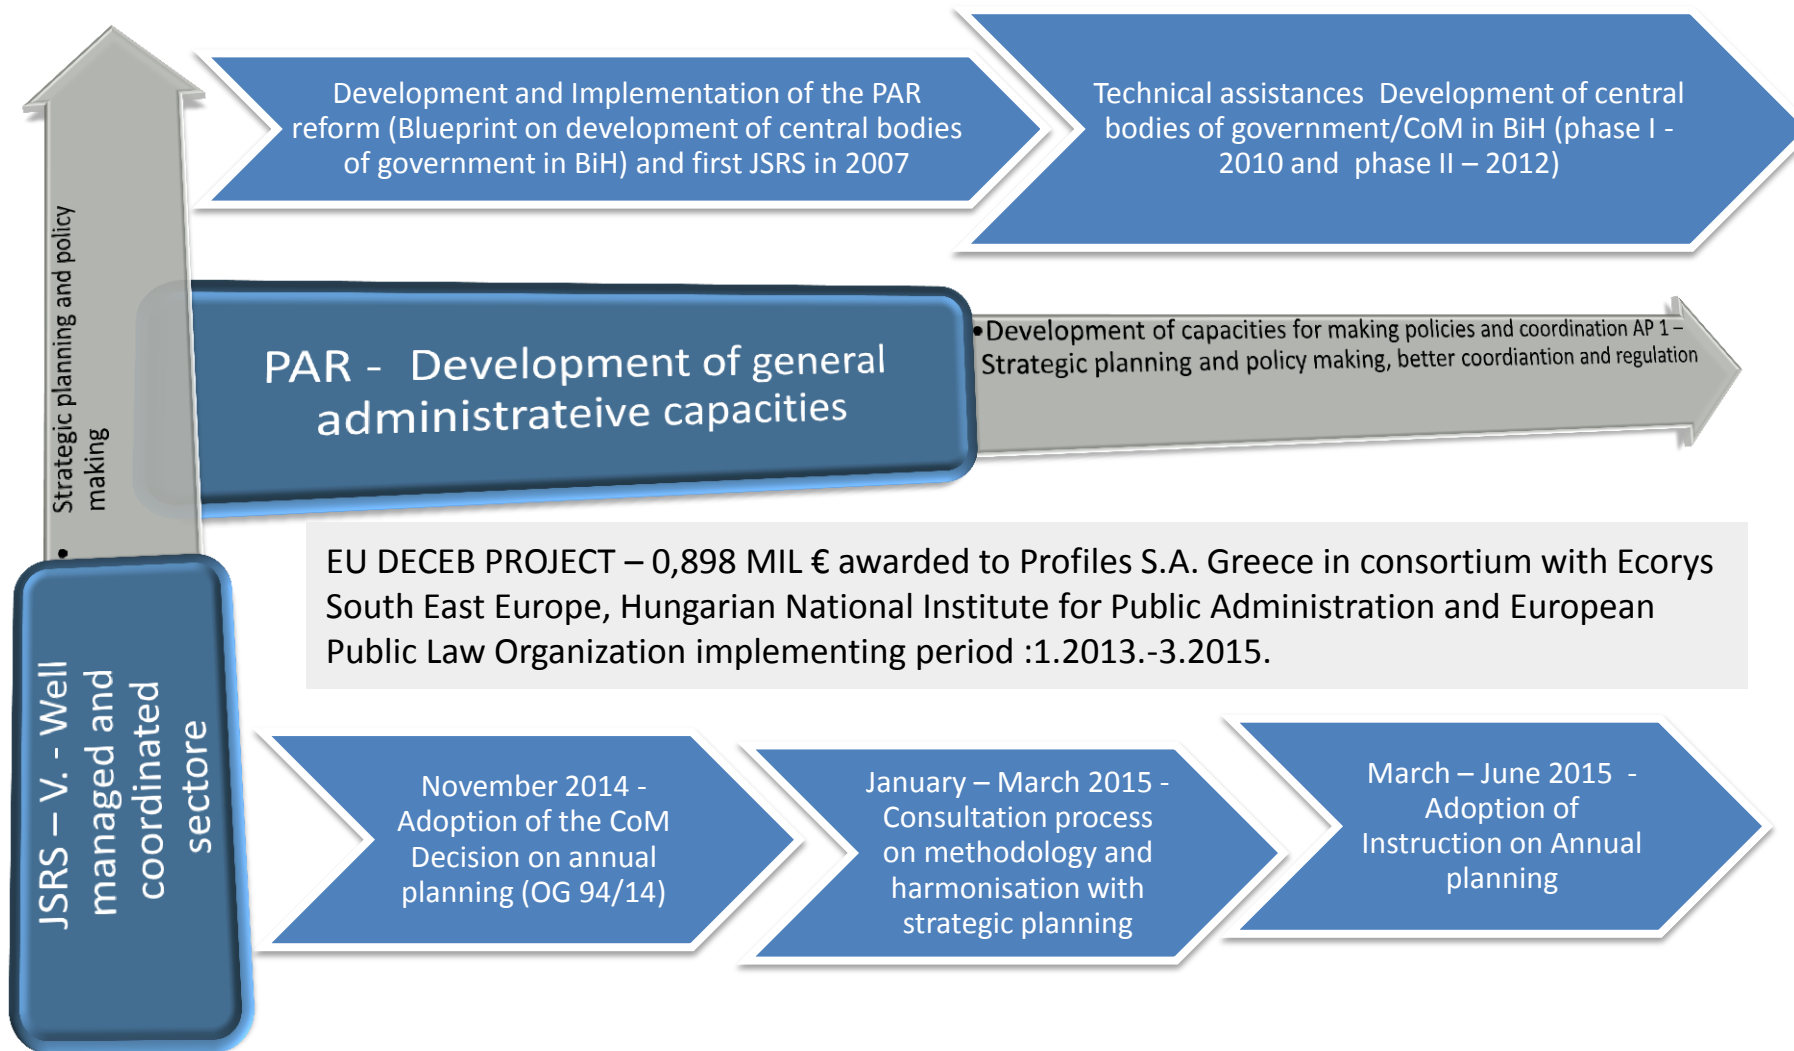 Development and Implementation of the PAR
reform (Blueprint on development of central bodies
of government in BiH) and first JSRS in 2007
Technical assistances  Development of central
bodies of government/CoM in BiH (phase I -
2010 and  phase II – 2012)
• Strategic planning and policy
making
PAR -  Development of general
administrateive capacities
•Development of capacities for making policies and coordination AP 1 –
Strategic planning and policy making, better coordiantion and regulation
EU DECEB PROJECT – 0,898 MIL € awarded to Profiles S.A. Greece in consortium with Ecorys
South East Europe, Hungarian National Institute for Public Administration and European
Public Law Organization implementing period :1.2013.-3.2015.
JSRS – V. - Well
managed and
coordinated
sectore
November 2014 -
Adoption of the CoM
Decision on annual
planning (OG 94/14)
January – March 2015 -
Consultation process
on methodology and
harmonisation with
strategic planning
March – June 2015  -
Adoption of
Instruction on Annual
planning